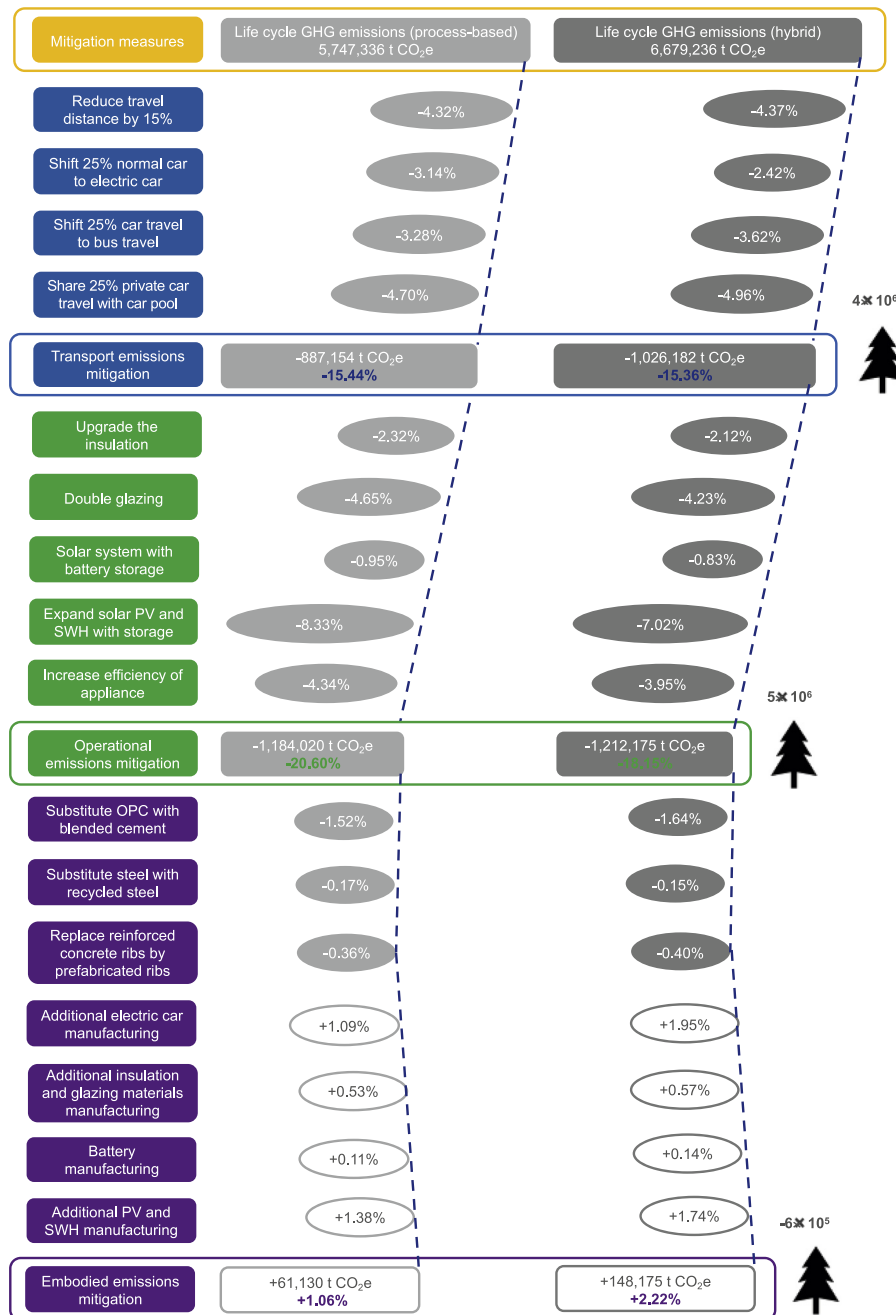 Mitigation measures
Life cycle GHG emissions (process-based)
5,747,336 t CO₂e
Life cycle GHG emissions (hybrid)
6,679,236 t CO₂e
Reduce travel
distance by 15%
-4.32%
-4.37%
Shift 25% normal car
to electric car
-3.14%
-2.42%
Shift 25% car travel
to bus travel
-3.28%
-3.62%
Share 25% private car
travel with car pool
-4.70%
-4.96%
4× 10⁶
Transport emissions
mitigation
-887,154 t CO₂e
-15.44%
-1,026,182 t CO₂e
-15.36%
Upgrade the
insulation
-2.32%
-2.12%
Double glazing
-4.65%
-4.23%
Solar system with
battery storage
-0.95%
-0.83%
Expand solar PV and
SWH with storage
-8.33%
-7.02%
Increase efficiency of
appliance
-4.34%
-3.95%
5× 10⁶
Operational
emissions mitigation
-1,184,020 t CO₂e
-20.60%
-1,212,175 t CO₂e
-18.15%
Substitute OPC with
blended cement
-1.52%
-1.64%
Substitute steel with
recycled steel
-0.17%
-0.15%
Replace reinforced
concrete ribs by
prefabricated ribs
-0.36%
-0.40%
Additional electric car
manufacturing
+1.09%
+1.95%
Additional insulation
and glazing materials
manufacturing
+0.53%
+0.57%
Battery
manufacturing
+0.11%
+0.14%
Additional PV and
SWH manufacturing
+1.38%
+1.74%
-6× 10⁵
Embodied emissions
mitigation
+61,130 t CO₂e
+1.06%
+148,175 t CO₂e
+2.22%